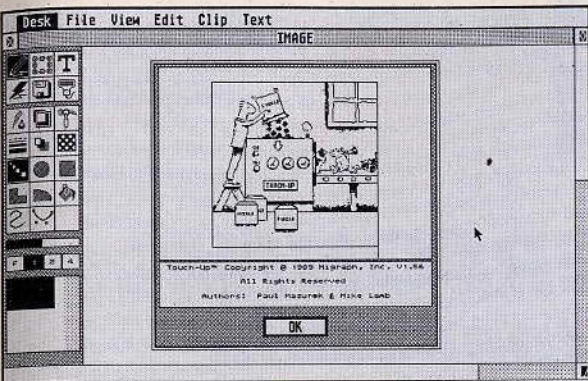 Desk File View Edit Clip Text
IMAGE
TOUCH-UP
Touch-Up™ Copyright © 1989 Migraph, Inc. V1.56
All Rights Reserved
Authors: Paul Mazurek & Mike Lamb
OK